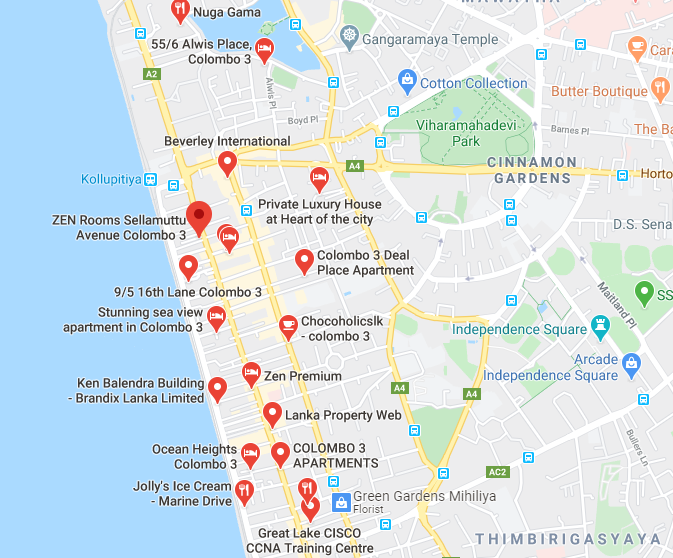 MAWATHA
Nuga Gama
55/6 Alwis Place,
Colombo 3
Gangaramaya Temple
A2
Alwis Pl
Cotton Collection
Cara
Butter Boutique
Boyd Pl
Viharamahadevi
Park
Barnes Pl
The Ba
Beverley International
A4
CINNAMON
GARDENS
Horto
Kollupitiya
Private Luxury House
at Heart of the city
ZEN Rooms Sellamuttu
Avenue Colombo 3
D.S. Sena
Colombo 3 Deal
Place Apartment
9/5 16th Lane Colombo 3
Maitland Pl
SS
Stunning sea view
apartment in Colombo 3
Chocoholicslk
- colombo 3
Independence Square
Arcade
Independence Square
Zen Premium
Ken Balendra Building
- Brandix Lanka Limited
A4
A4
Lanka Property Web
Bullers Ln
Ocean Heights
Colombo 3
COLOMBO 3
APARTMENTS
AC2
Jolly's Ice Cream
- Marine Drive
Green Gardens Mihiliya
Florist
Great Lake CISCO
CCNA Training Centre
THIMBIRIGASYAYA